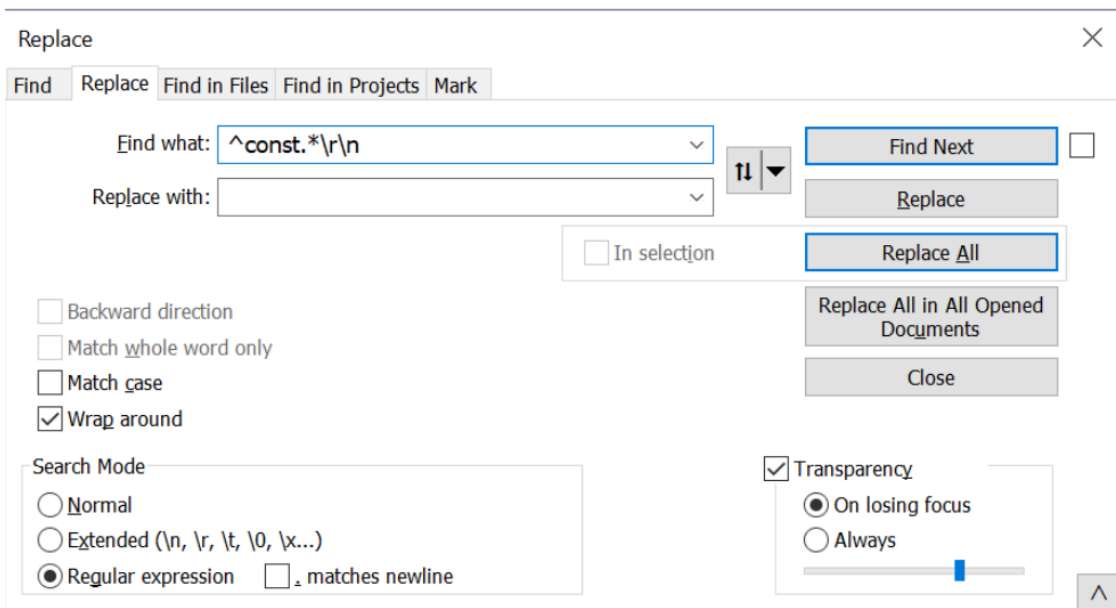 Replace
Find Replace Find in Files Find in Projects Mark
Find what: ^const.*\r\n
Find Next
Replace with:
Replace
In selection
Replace All
Backward direction
Replace All in All Opened
Documents
Match whole word only
Match case
Close
Wrap around
Search Mode
Transparency
Normal
On losing focus
Extended (\n, \r, \t, \0, \x...)
Always
Regular expression
. matches newline